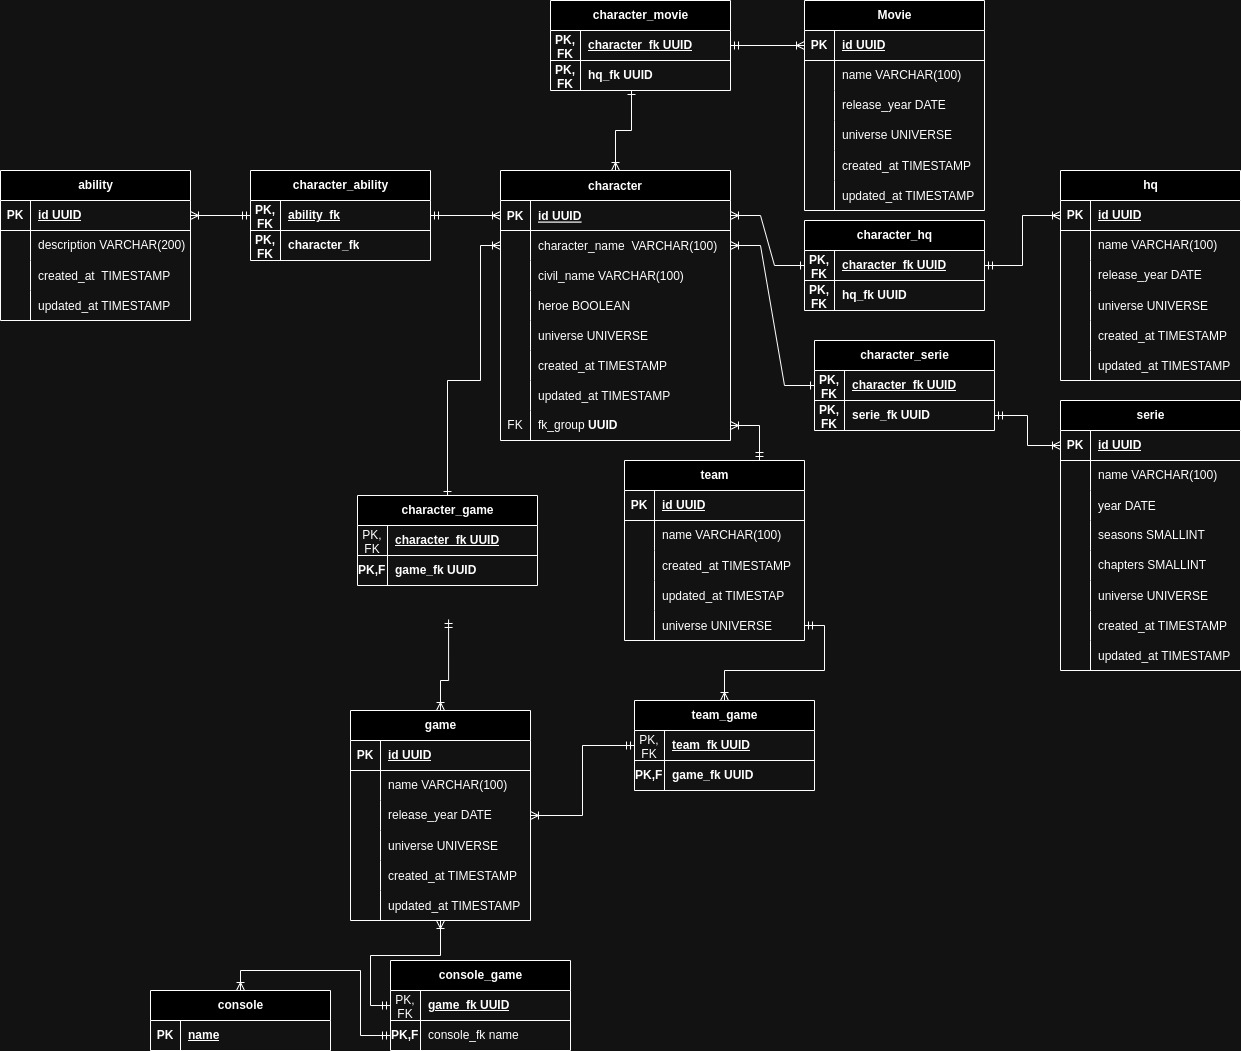 character_movie
PK, FK character_fk UUID
PK, FK hq_fk UUID
Movie
PK id UUID
name VARCHAR(100)
release_year DATE
universe UNIVERSE
created_at TIMESTAMP
updated_at TIMESTAMP
ability
PK id UUID
description VARCHAR(200)
created_at TIMESTAMP
updated_at TIMESTAMP
character_ability
PK, FK ability_fk
PK, FK character_fk
character
PK id UUID
character_name VARCHAR(100)
civil_name VARCHAR(100)
heroe BOOLEAN
universe UNIVERSE
created_at TIMESTAMP
updated_at TIMESTAMP
FK fk_group UUID
character_hq
PK, FK character_fk UUID
PK, FK hq_fk UUID
hq
PK id UUID
name VARCHAR(100)
release_year DATE
universe UNIVERSE
created_at TIMESTAMP
updated_at TIMESTAMP
character_serie
PK, FK character_fk UUID
PK, FK serie_fk UUID
serie
PK id UUID
name VARCHAR(100)
year DATE
seasons SMALLINT
chapters SMALLINT
universe UNIVERSE
created_at TIMESTAMP
updated_at TIMESTAMP
team
PK id UUID
name VARCHAR(100)
created_at TIMESTAMP
updated_at TIMESTAP
universe UNIVERSE
character_game
PK, FK character_fk UUID
PK,F game_fk UUID
team_game
PK, FK team_fk UUID
PK,F game_fk UUID
game
PK id UUID
name VARCHAR(100)
release_year DATE
universe UNIVERSE
created_at TIMESTAMP
updated_at TIMESTAMP
console_game
PK, FK game_fk UUID
PK,F console_fk name
console
PK name